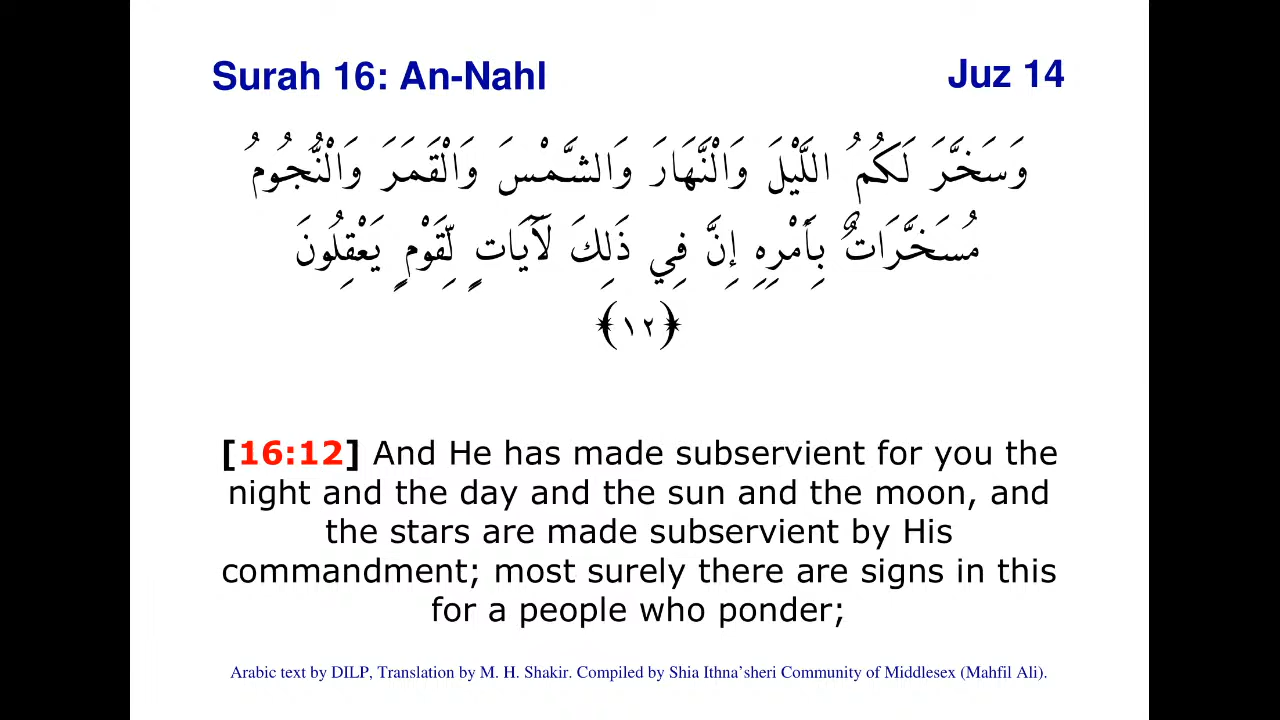 Surah 16: An-Nahl
Juz 14
وَسَخَّرَ لَكُمُ اللَّيْلَ وَالْنَّهَارَ وَالشَّمْسَ وَالْقَمَرَ وَالْنُّجُومُ
مُسَخَّرَاتٌ بِأَمْرِهِ إِنَّ فِي ذَلِكَ لَآيَاتٍ لِّقَوْمٍ يَعْقِلُونَ
﴿١٢﴾
[16:12] And He has made subservient for you the
night and the day and the sun and the moon, and
the stars are made subservient by His
commandment; most surely there are signs in this
for a people who ponder;
Arabic text by DILP, Translation by M. H. Shakir. Compiled by Shia Ithna’sheri Community of Middlesex (Mahfil Ali).